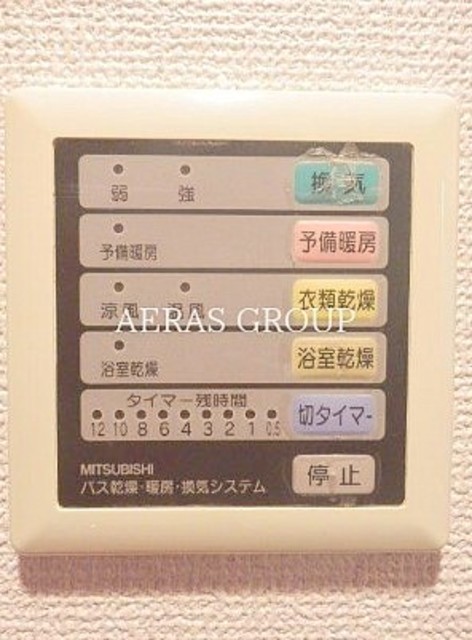 弱 強 換気
予備暖房 予備暖房
涼風 温風 衣類乾燥
AERAS GROUP
浴室乾燥 浴室乾燥
タイマー残時間
12 10 8 6 4 3 2 1 0.5 切タイマー
MITSUBISHI
バス乾燥・暖房・換気システム 停止